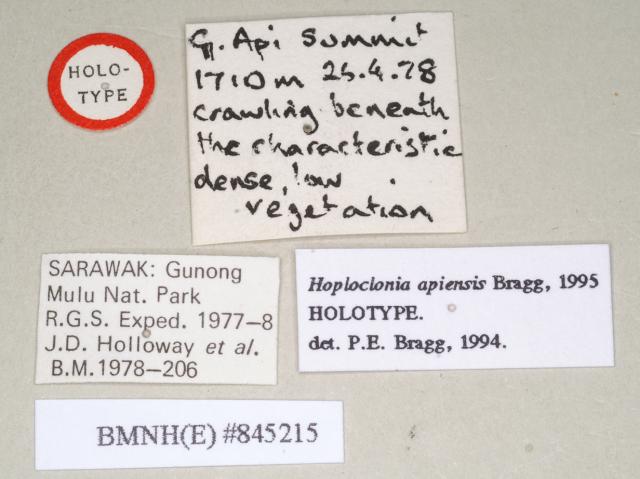 HOLO-
TYPE
G. Api Summit
1710m 25.4.78
crawling beneath
the characteristic
dense, low
vegetation
SARAWAK: Gunong
Mulu Nat. Park
R.G.S. Exped. 1977–8
J.D. Holloway et al.
B.M.1978–206
Hoploclonia apiensis Bragg, 1995
HOLOTYPE.
det. P.E. Bragg, 1994.
BMNH(E) #845215